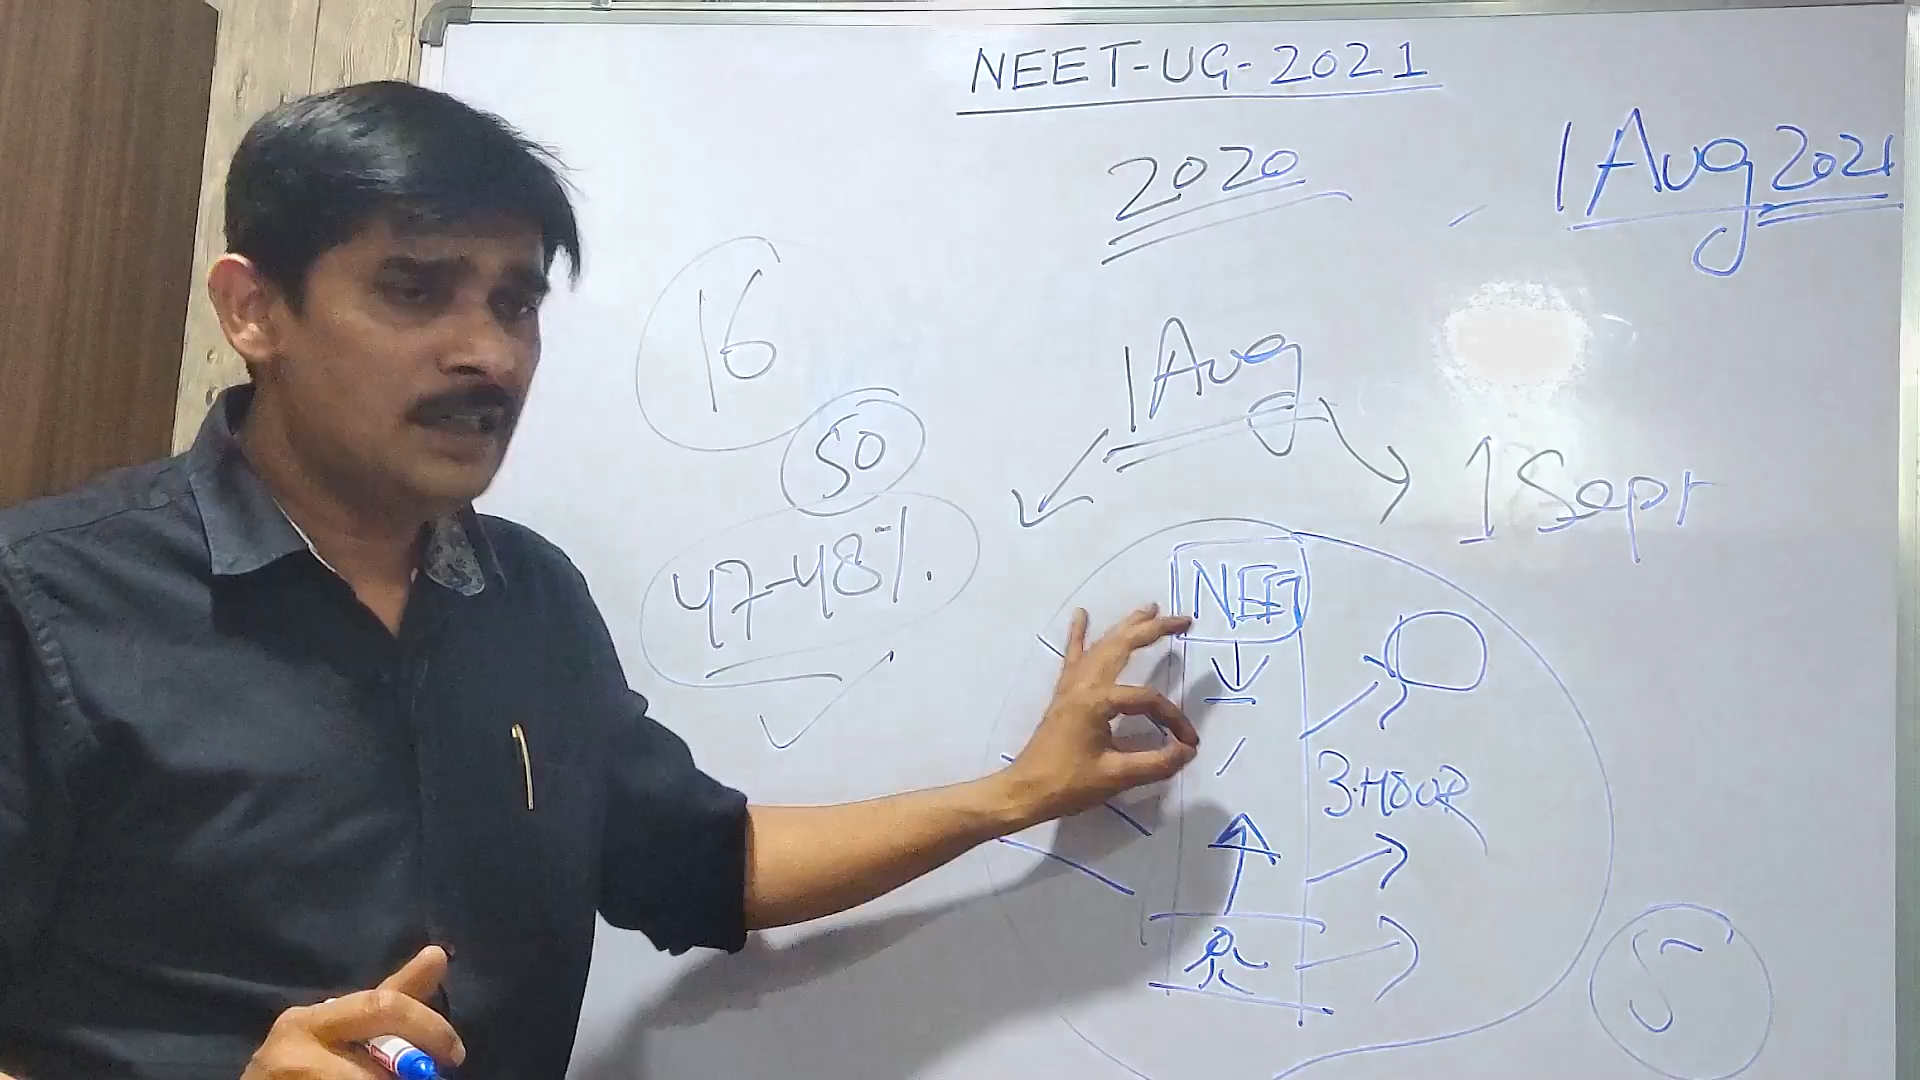 NEET-UG-2021
2020
1 Aug 2021
16
1 Aug
50
1 Sept
47-48%.
NEET
3 HOUR
5